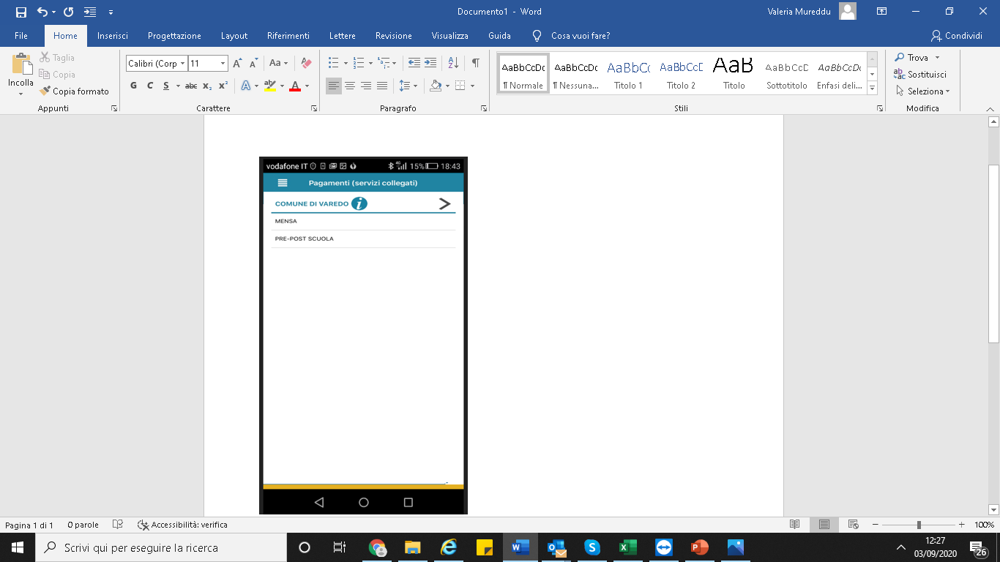 Documento1 - Word
Valeria Mureddu
File Home Inserisci Progettazione Layout Riferimenti Lettere Revisione Visualizza Guida Cosa vuoi fare? Condividi
Incolla
Taglia
Copia
Copia formato
Appunti
Calibri (Corp 11
Aa
G C S abc x₂ x²
A aby A
Carattere
Paragrafo
AaBbCcDc AaBbCcDc AaBbCc AaBbCcD AaB AaBbCcD AaBbCcDc
¶ Normale ¶ Nessuna... Titolo 1 Titolo 2 Titolo Sottotitolo Enfasi deli...
Stili
Trova
Sostituisci
Seleziona
Modifica
vodafone IT 4G 15% 18:43
Pagamenti (servizi collegati)
COMUNE DI VAREDO i
MENSA
PRE-POST SCUOLA
Pagina 1 di 1 0 parole Accessibilità: verifica 100%
Scrivi qui per eseguire la ricerca
12:27
03/09/2020
26